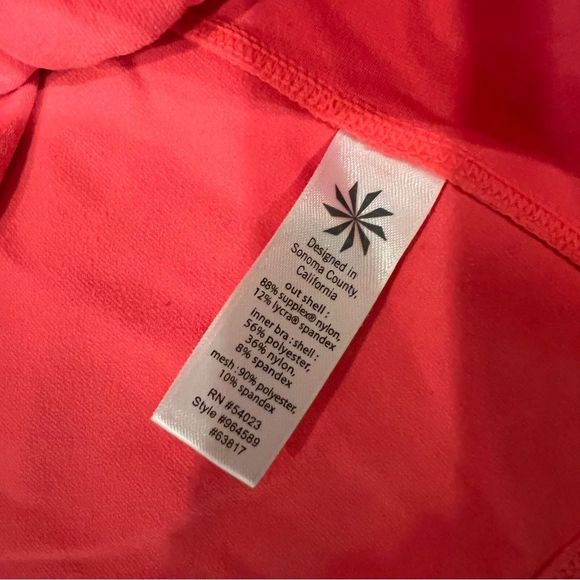 Designed in
Sonoma County,
California
out shell :
88% supplex® nylon,
12% lycra® spandex
inner bra : shell :
56% polyester,
36% nylon,
8% spandex
mesh : 90% polyester,
10% spandex
RN #54023
Style #964589
#63817